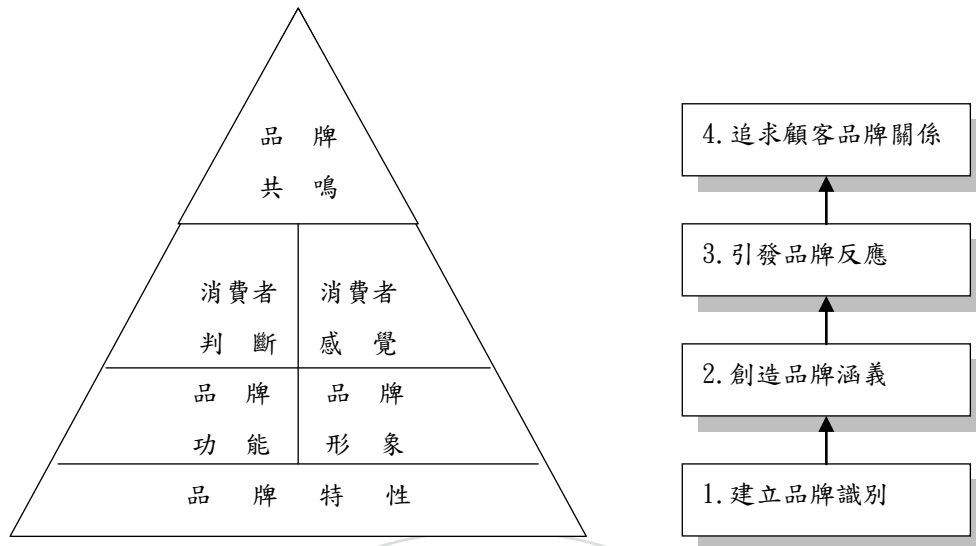 品 牌
共 鳴
消費者 消費者
判 斷 感 覺
品 牌 品 牌
功 能 形 象
品 牌 特 性
4.追求顧客品牌關係
3.引發品牌反應
2.創造品牌涵義
1.建立品牌識別